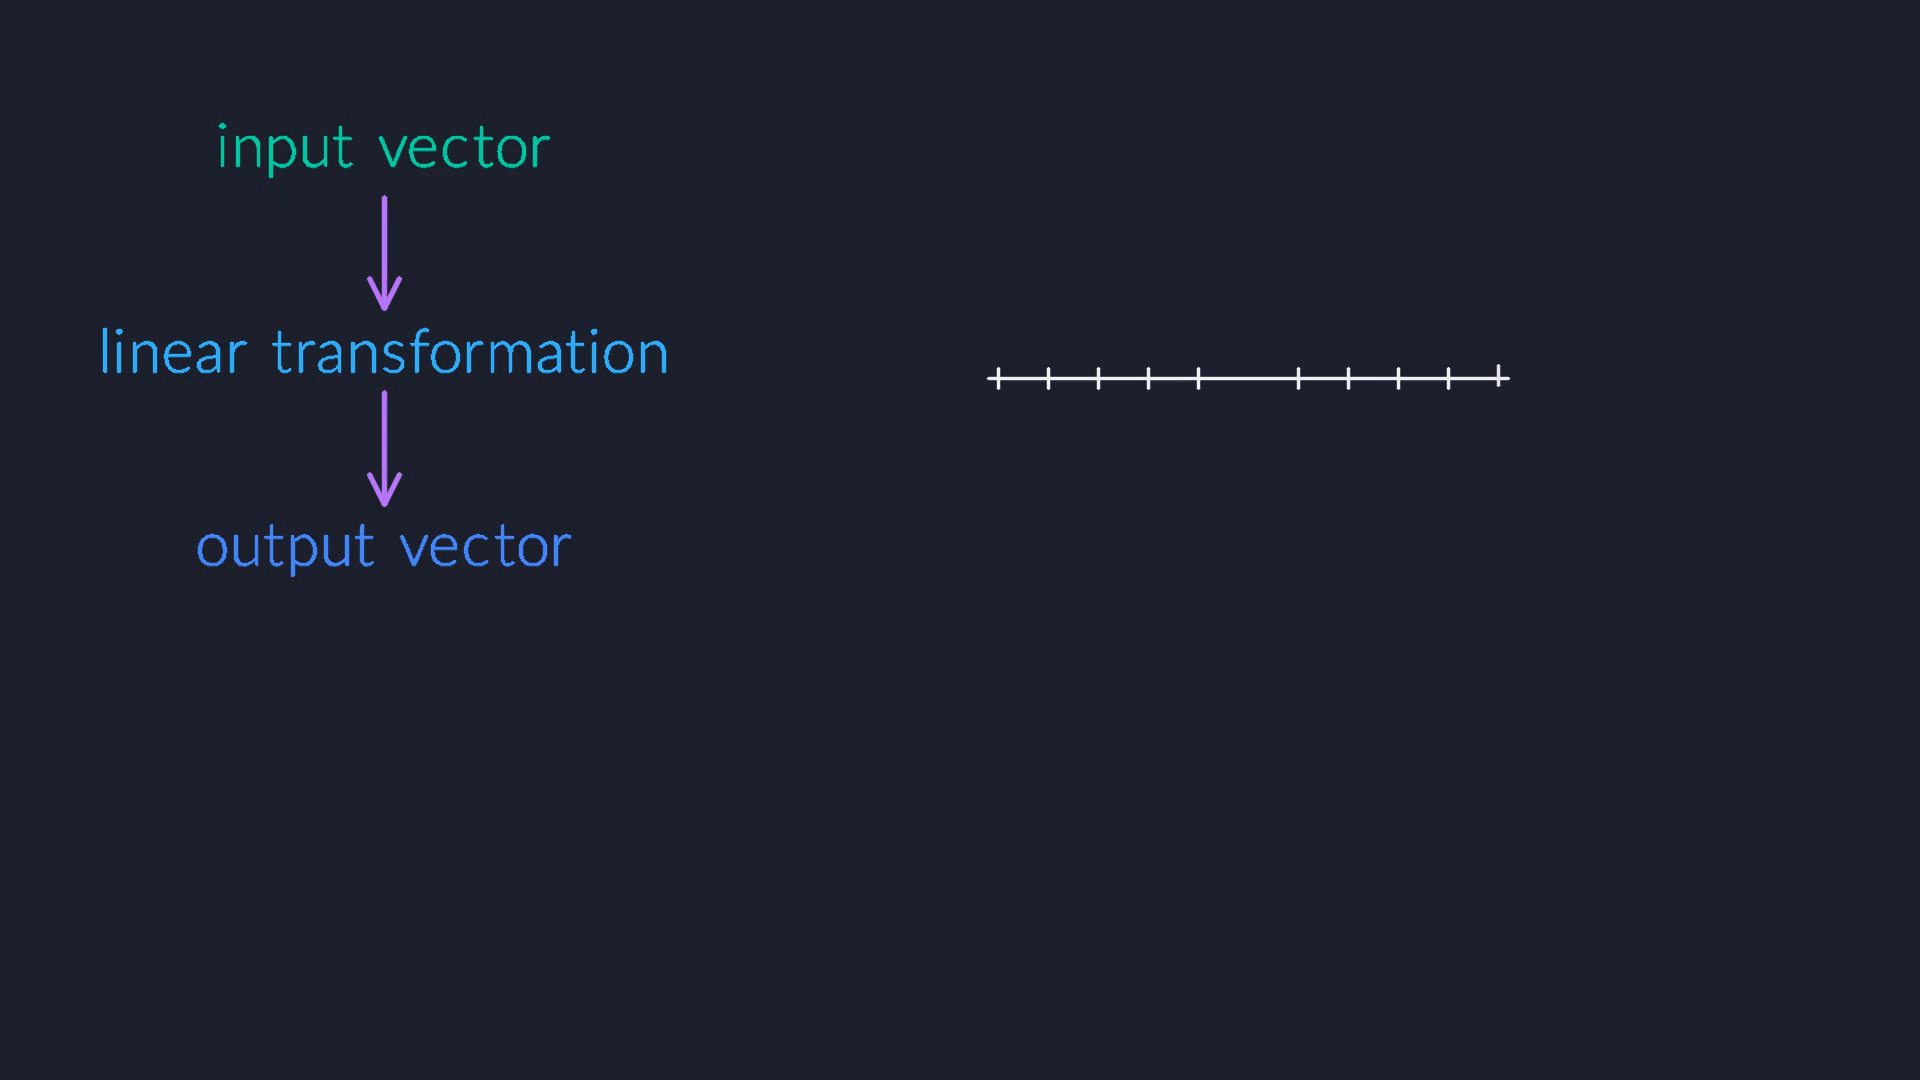 input vector
linear transformation
output vector